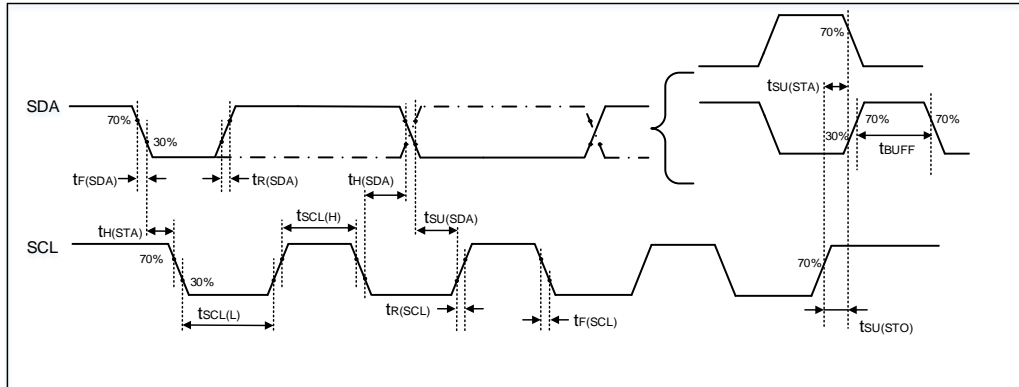 70%
tSU(STA)
SDA
70%
30%
30%
70%
70%
tBUFF
tF(SDA)
tR(SDA)
tH(SDA)
tH(STA)
tSCL(H)
tSU(SDA)
SCL
70%
30%
70%
tSCL(L)
tR(SCL)
tF(SCL)
tSU(STO)